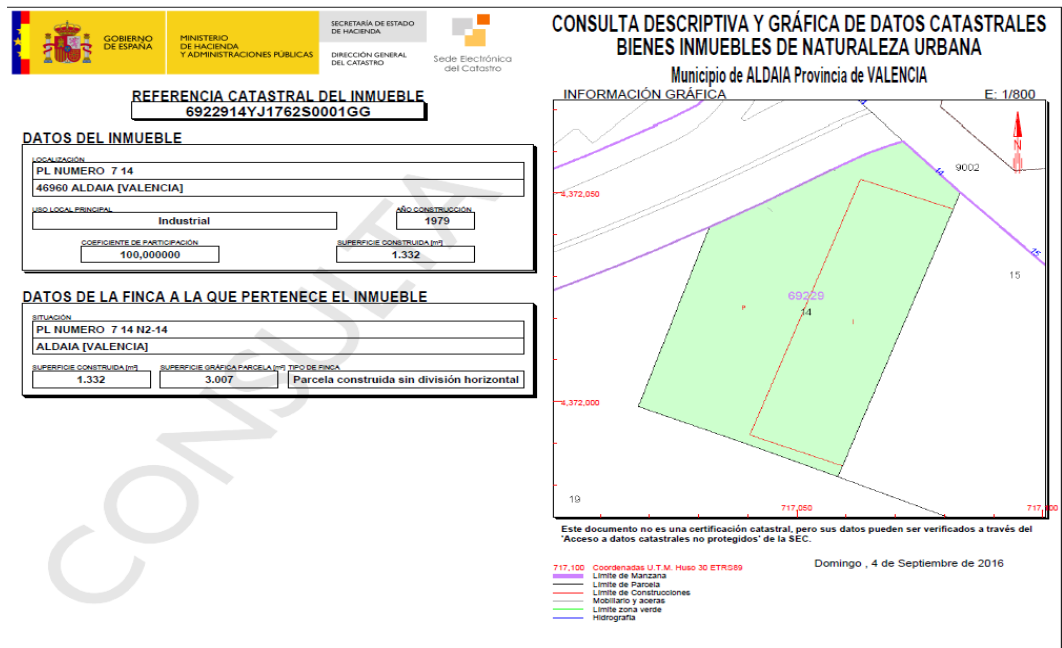 GOBIERNO
DE ESPAÑA
MINISTERIO
DE HACIENDA
Y ADMINISTRACIONES PÚBLICAS
SECRETARÍA DE ESTADO
DE HACIENDA
DIRECCIÓN GENERAL
DEL CATASTRO
Sede Electrónica
del Catastro
REFERENCIA CATASTRAL DEL INMUEBLE
6922914YJ1762S0001GG
DATOS DEL INMUEBLE
LOCALIZACIÓN
PL NUMERO 7 14
46960 ALDAIA [VALENCIA]
USO LOCAL PRINCIPAL
Industrial
AÑO CONSTRUCCIÓN
1979
COEFICIENTE DE PARTICIPACIÓN
100,000000
SUPERFICIE CONSTRUIDA [m²]
1.332
DATOS DE LA FINCA A LA QUE PERTENECE EL INMUEBLE
SITUACIÓN
PL NUMERO 7 14 N2-14
ALDAIA [VALENCIA]
SUPERFICIE CONSTRUIDA [m²]
1.332
SUPERFICIE GRÁFICA PARCELA [m²]
3.007
TIPO DE FINCA
Parcela construida sin división horizontal
CONSULTA
CONSULTA DESCRIPTIVA Y GRÁFICA DE DATOS CATASTRALES
BIENES INMUEBLES DE NATURALEZA URBANA
Municipio de ALDAIA Provincia de VALENCIA
INFORMACIÓN GRÁFICA
E: 1/800
N
14
9002
4,372,050
15
15
69229
14
P
I
4,372,000
19
717,050
717,100
Este documento no es una certificación catastral, pero sus datos pueden ser verificados a través del
'Acceso a datos catastrales no protegidos' de la SEC.
717,100 Coordenadas U.T.M. Huso 30 ETRS89
Límite de Manzana
Límite de Parcela
Límite de Construcciones
Mobiliario y aceras
Límite zona verde
Hidrografía
Domingo , 4 de Septiembre de 2016